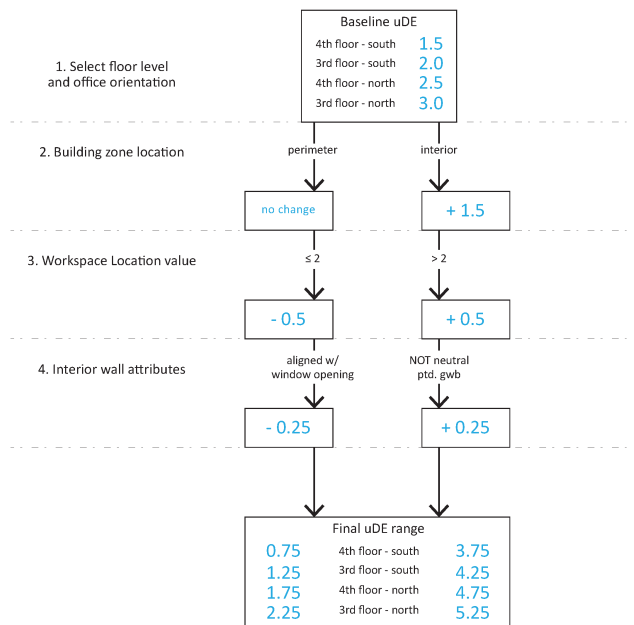 Baseline uDE
4th floor - south 1.5
3rd floor - south 2.0
4th floor - north 2.5
3rd floor - north 3.0
1. Select floor level
and office orientation
2. Building zone location
perimeter interior
no change + 1.5
3. Workspace Location value
≤ 2 > 2
- 0.5 + 0.5
4. Interior wall attributes
aligned w/
window opening
NOT neutral
ptd. gwb
- 0.25 + 0.25
Final uDE range
0.75 4th floor - south 3.75
1.25 3rd floor - south 4.25
1.75 4th floor - north 4.75
2.25 3rd floor - north 5.25